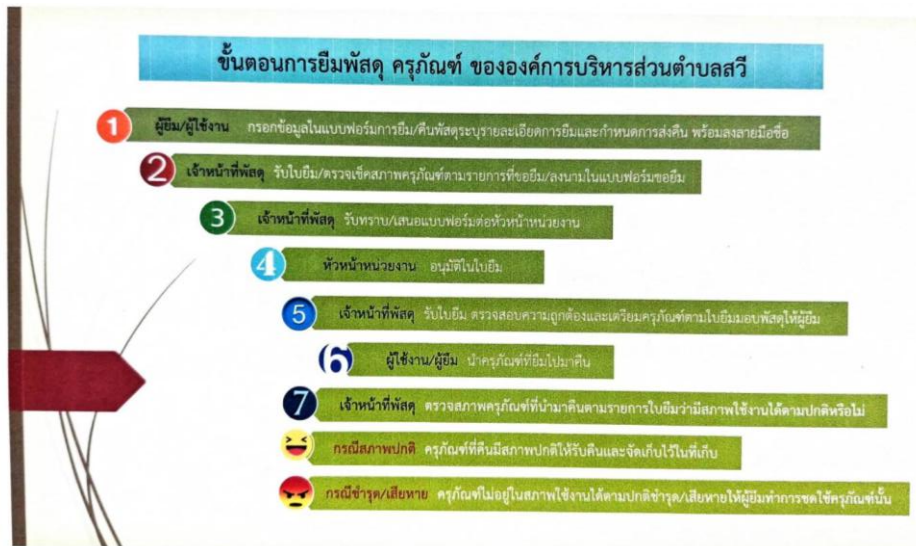 ขั้นตอนการยืมพัสดุ ครุภัณฑ์ ขององค์การบริหารส่วนตำบลสวี
1 ผู้ยืม/ผู้ใช้งาน กรอกข้อมูลในแบบฟอร์มการยืม/คืนพัสดุระบุรายละเอียดการยืมและกำหนดการส่งคืน พร้อมลงลายมือชื่อ
2 เจ้าหน้าที่พัสดุ รับใบยืม/ตรวจเช็คสภาพครุภัณฑ์ตามรายการที่ขอยืม/ลงนามในแบบฟอร์มขอยืม
3 เจ้าหน้าที่พัสดุ รับทราบ/เสนอแบบฟอร์มต่อหัวหน้าหน่วยงาน
4 หัวหน้าหน่วยงาน อนุมัติในใบยืม
5 เจ้าหน้าที่พัสดุ รับใบยืม ตรวจสอบความถูกต้องและเตรียมครุภัณฑ์ตามใบยืมมอบพัสดุให้ผู้ยืม
6 ผู้ใช้งาน/ผู้ยืม นำครุภัณฑ์ที่ยืมไปมาคืน
7 เจ้าหน้าที่พัสดุ ตรวจสภาพครุภัณฑ์ที่นำมาคืนตามรายการใบยืมว่ามีสภาพใช้งานได้ตามปกติหรือไม่
กรณีสภาพปกติ ครุภัณฑ์ที่คืนมีสภาพปกติให้รับคืนและจัดเก็บไว้ในที่เก็บ
กรณีชำรุด/เสียหาย ครุภัณฑ์ไม่อยู่ในสภาพใช้งานได้ตามปกติชำรุด/เสียหายให้ผู้ยืมทำการชดใช้ครุภัณฑ์นั้น